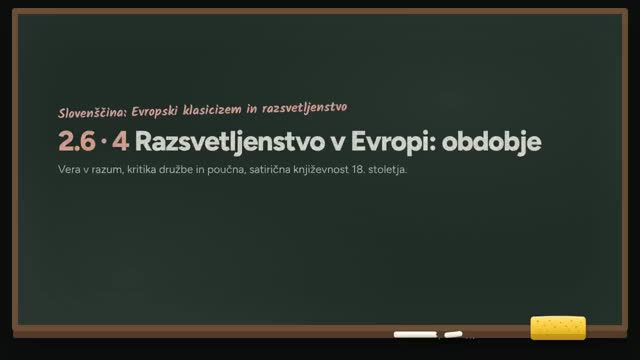 Slovenščina: Evropski klasicizem in razsvetljenstvo
2.6 • 4 Razsvetljenstvo v Evropi: obdobje
Vera v razum, kritika družbe in poučna, satirična književnost 18. stoletja.